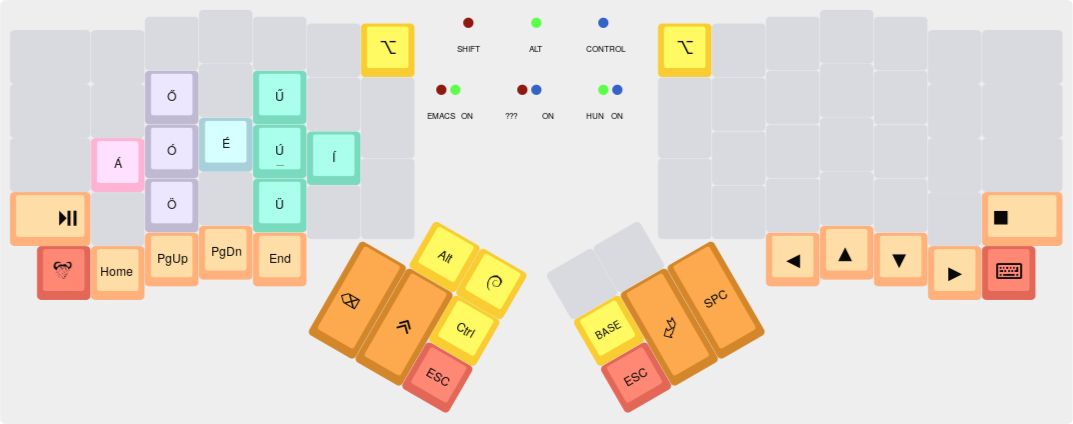 ⌥
SHIFT ALT CONTROL
⌥
EMACS ON ??? ON HUN ON
Ő
Ű
Á
Ó
É
Ú
Í
Ö
Ü
Home
PgUp
PgDn
End
◀
▲
▼
▶
Alt
Ctrl
ESC
BASE
SPC
ESC